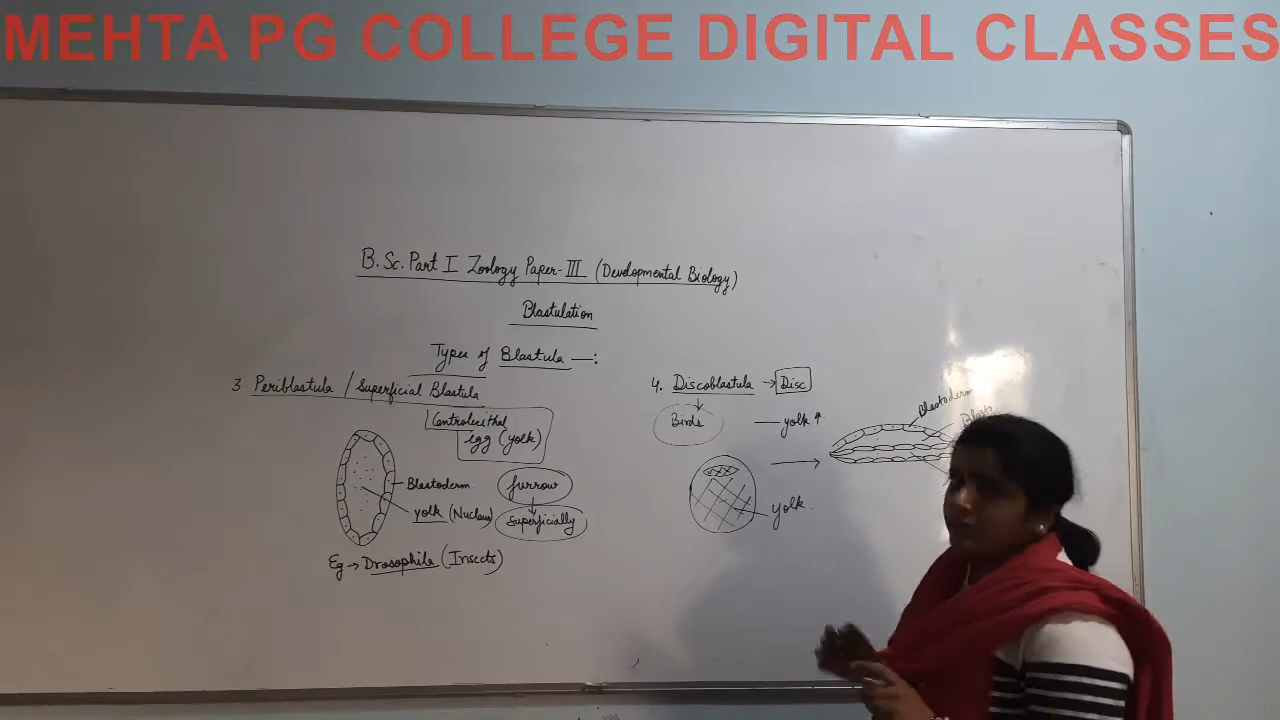 MEHTA PG COLLEGE DIGITAL CLASSES
B.Sc. Part I Zoology Paper-III (Developmental Biology)
Blastulation
Types of Blastula —:
3. Periblastula / Superficial Blastula
Centrolecithal
egg (yolk)
Blastoderm
yolk (Nucleus)
furrow
↓
Superficially
Eg → Drosophila (Insects)
4. Discoblastula → Disc
↓
Birds — yolk ↑
→
yolk
Blastoderm